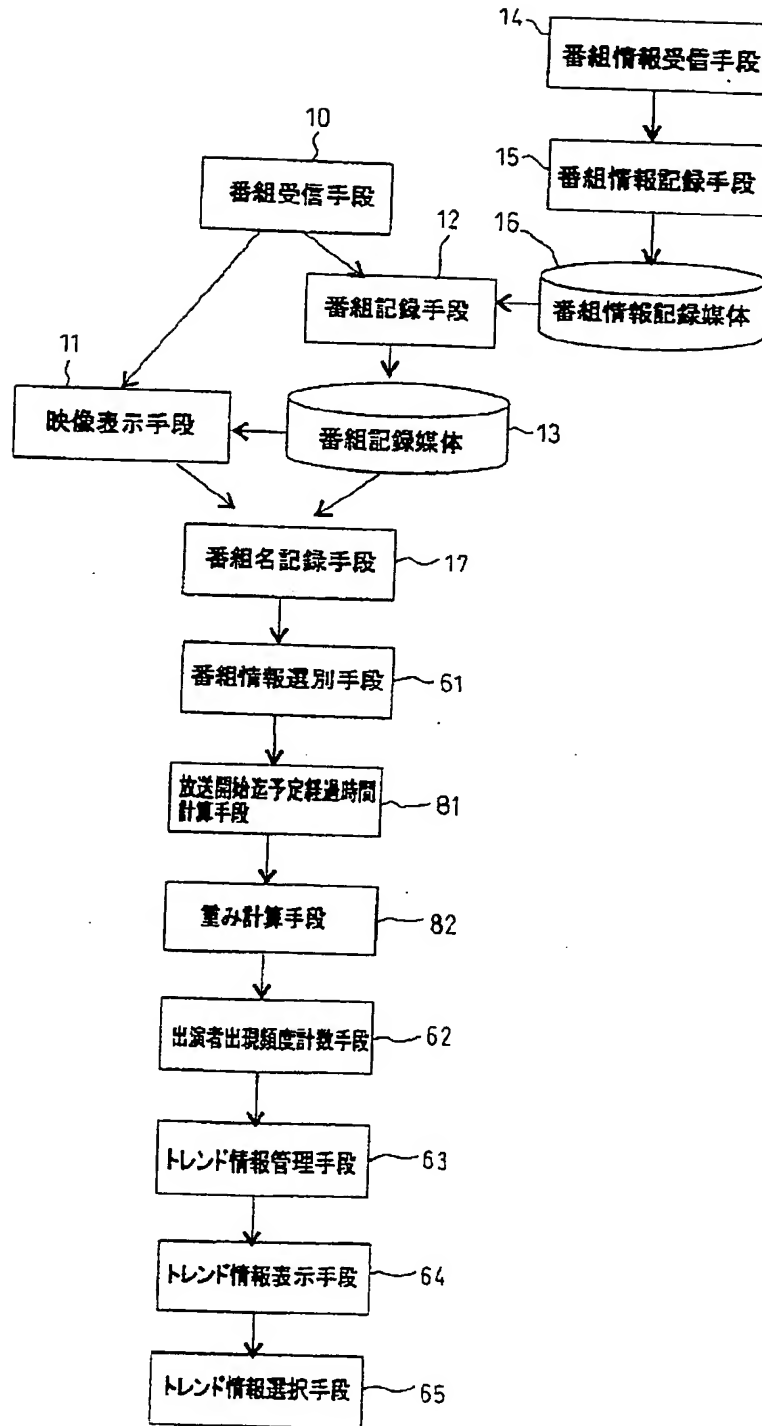 14
番組情報受信手段
10
15
番組情報記録手段
番組受信手段
12
16
番組記録手段
番組情報記録媒体
11
映像表示手段
番組記録媒体
13
番組名記録手段
17
番組情報選別手段
61
放送開始迄予定経過時間
計算手段
81
重み計算手段
82
出演者出現頻度計数手段
62
トレンド情報管理手段
63
トレンド情報表示手段
64
トレンド情報選択手段
65